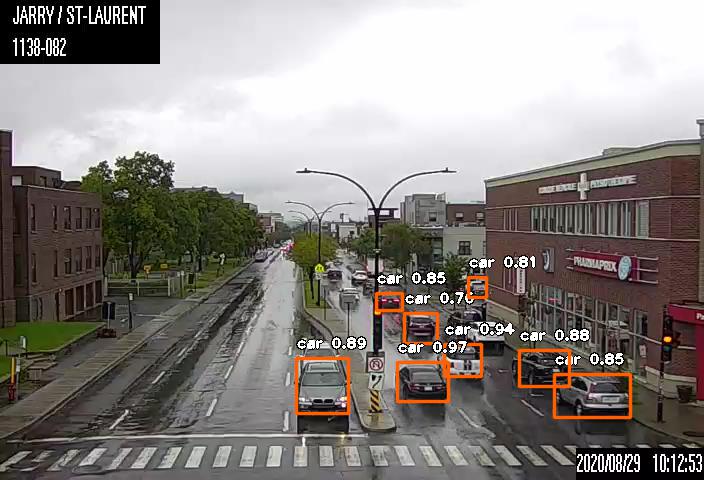 JARRY / ST-LAURENT
1138-082
car 0.81
car 0.85
car 0.76
car 0.94
car 0.88
car 0.89
car 0.97
car 0.85
PHARMAPRIX
2020/08/29 10:12:53